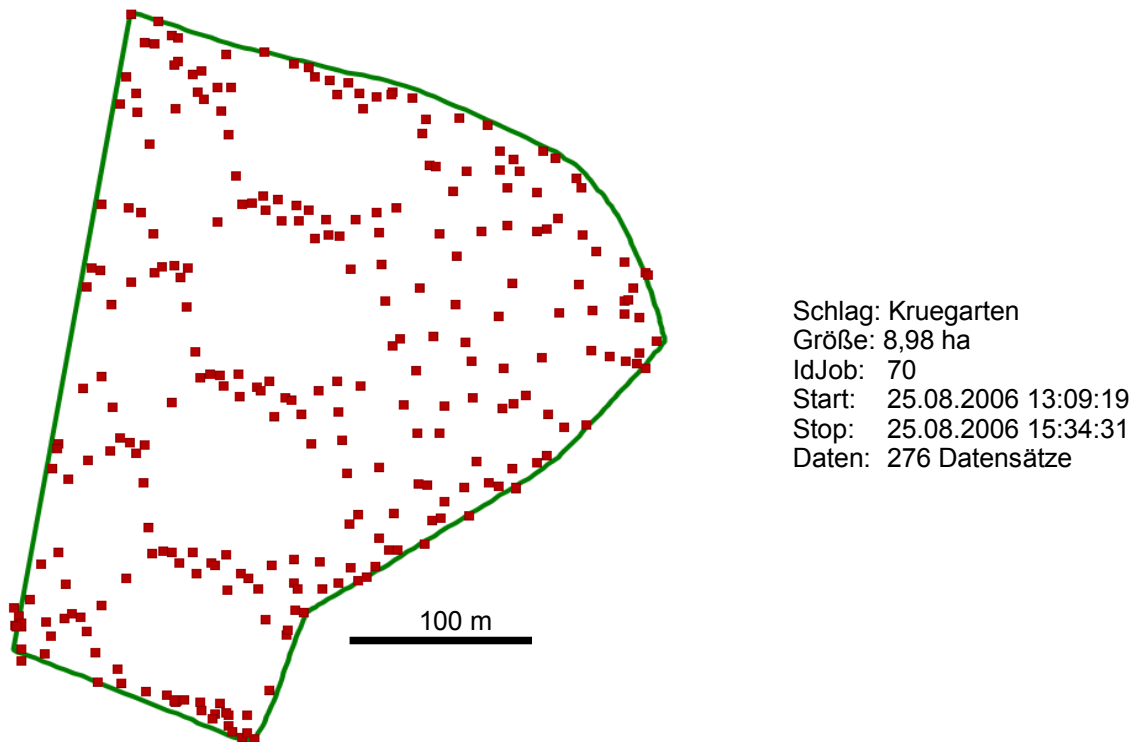 Schlag: Kruegarten
Größe: 8,98 ha
IdJob: 70
Start: 25.08.2006 13:09:19
Stop: 25.08.2006 15:34:31
Daten: 276 Datensätze
100 m